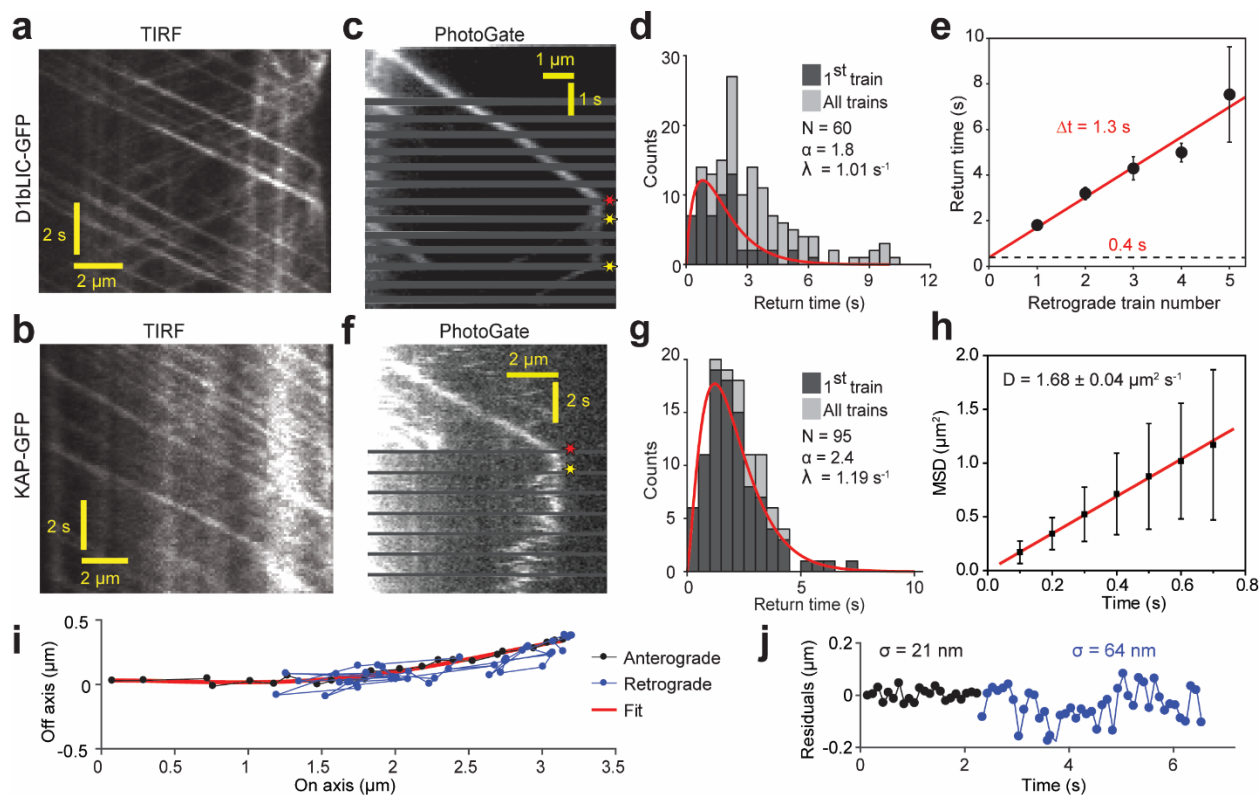 a
TIRF
D1bLIC-GFP
2 s
2 µm
c
PhotoGate
1 µm
1 s
d
30
20
10
0
Counts
1st train
All trains
N = 60
α = 1.8
λ = 1.01 s-1
0 3 6 9 12
Return time (s)
e
10
8
6
4
2
0
Return time (s)
Δt = 1.3 s
0.4 s
0 1 2 3 4 5
Retrograde train number
b
TIRF
KAP-GFP
2 s
2 µm
f
PhotoGate
2 µm
2 s
g
20
15
10
5
0
Counts
1st train
All trains
N = 95
α = 2.4
λ = 1.19 s-1
0 5 10
Return time (s)
h
2.0
1.5
1.0
0.5
0.0
MSD (µm²)
D = 1.68 ± 0.04 µm² s-1
0.0 0.2 0.4 0.6 0.8
Time (s)
i
0.5
0
-0.5
Off axis (µm)
Anterograde
Retrograde
Fit
0 0.5 1 1.5 2 2.5 3 3.5
On axis (µm)
j
0.2
0
-0.2
Residuals (µm)
σ = 21 nm
σ = 64 nm
0 2 4 6
Time (s)